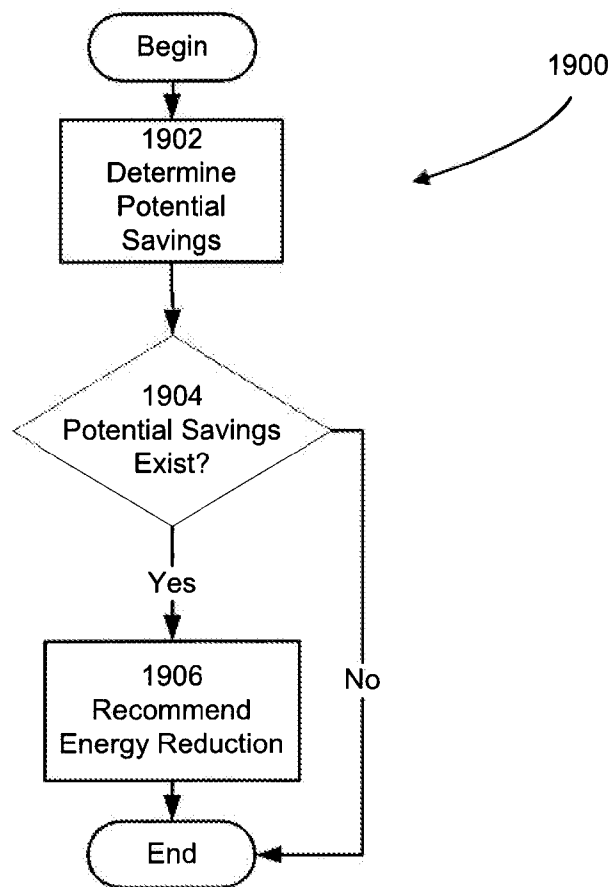 Begin
1900
1902
Determine
Potential
Savings
1904
Potential Savings
Exist?
Yes
No
1906
Recommend
Energy Reduction
End